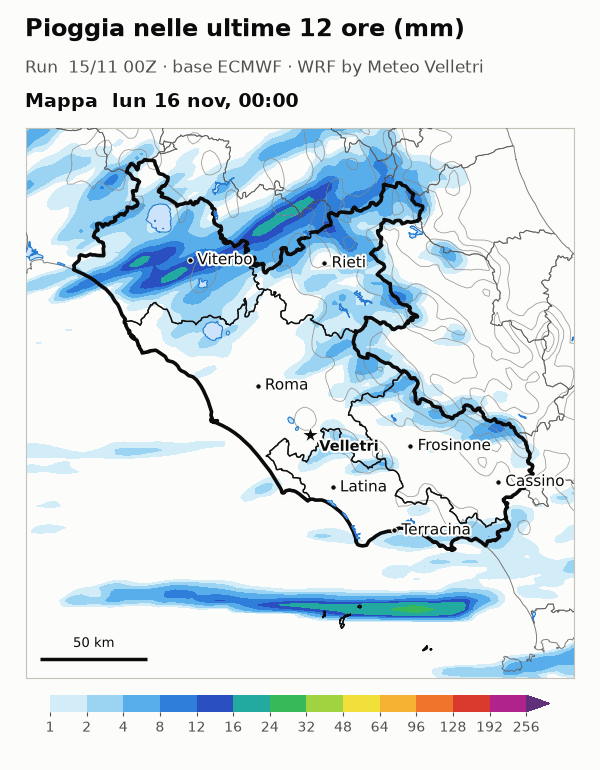 Pioggia nelle ultime 12 ore (mm)
Run  15/11 00Z · base ECMWF · WRF by Meteo Velletri
Mappa  lun 16 nov, 00:00
Viterbo
Rieti
Roma
Velletri
Frosinone
Cassino
Latina
Terracina
50 km
1 2 4 8 12 16 24 32 48 64 96 128 192 256